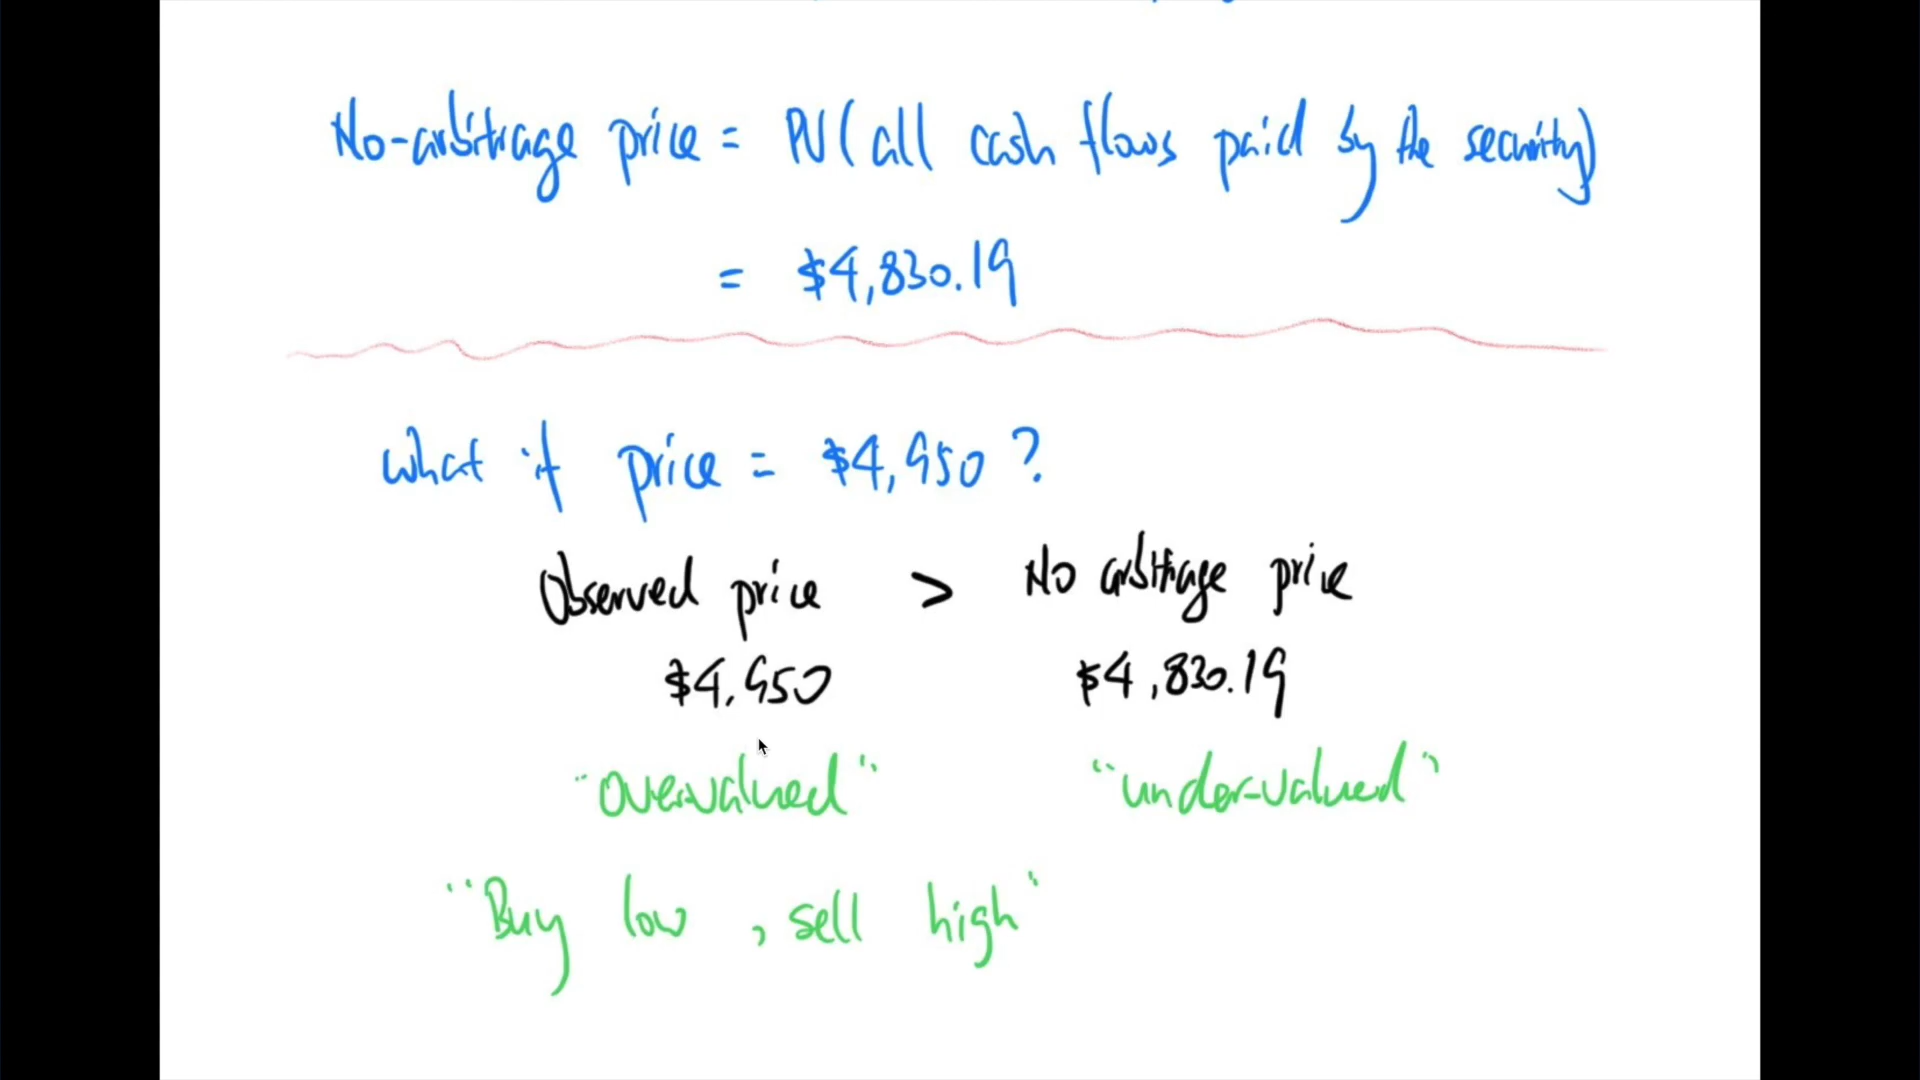 No-arbitrage price = PV(all cash flows paid by the security)
= $4,830.19
what if price = $4,950?
Observed price > No arbitrage price
$4,950 $4,830.19
"overvalued" "under-valued"
"Buy low, sell high"